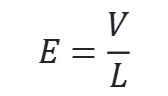 E = V/L